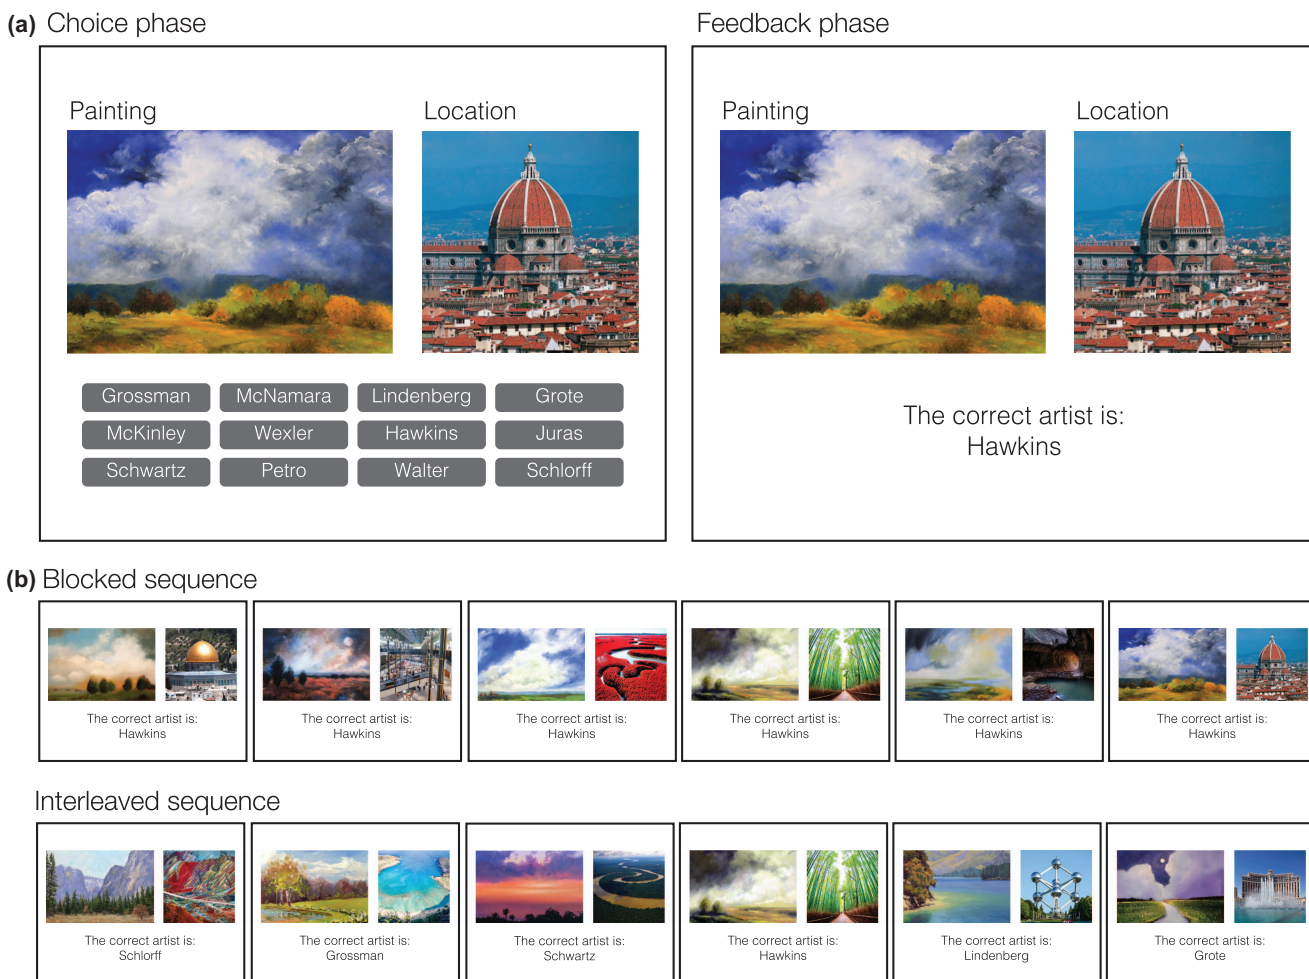 (a) Choice phase
Feedback phase
Painting
Location
Painting
Location
Grossman
McNamara
Lindenberg
Grote
McKinley
Wexler
Hawkins
Juras
Schwartz
Petro
Walter
Schlorff
The correct artist is:
Hawkins
(b) Blocked sequence
The correct artist is:
Hawkins
The correct artist is:
Hawkins
The correct artist is:
Hawkins
The correct artist is:
Hawkins
The correct artist is:
Hawkins
The correct artist is:
Hawkins
Interleaved sequence
The correct artist is:
Schlorff
The correct artist is:
Grossman
The correct artist is:
Schwartz
The correct artist is:
Hawkins
The correct artist is:
Lindenberg
The correct artist is:
Grote